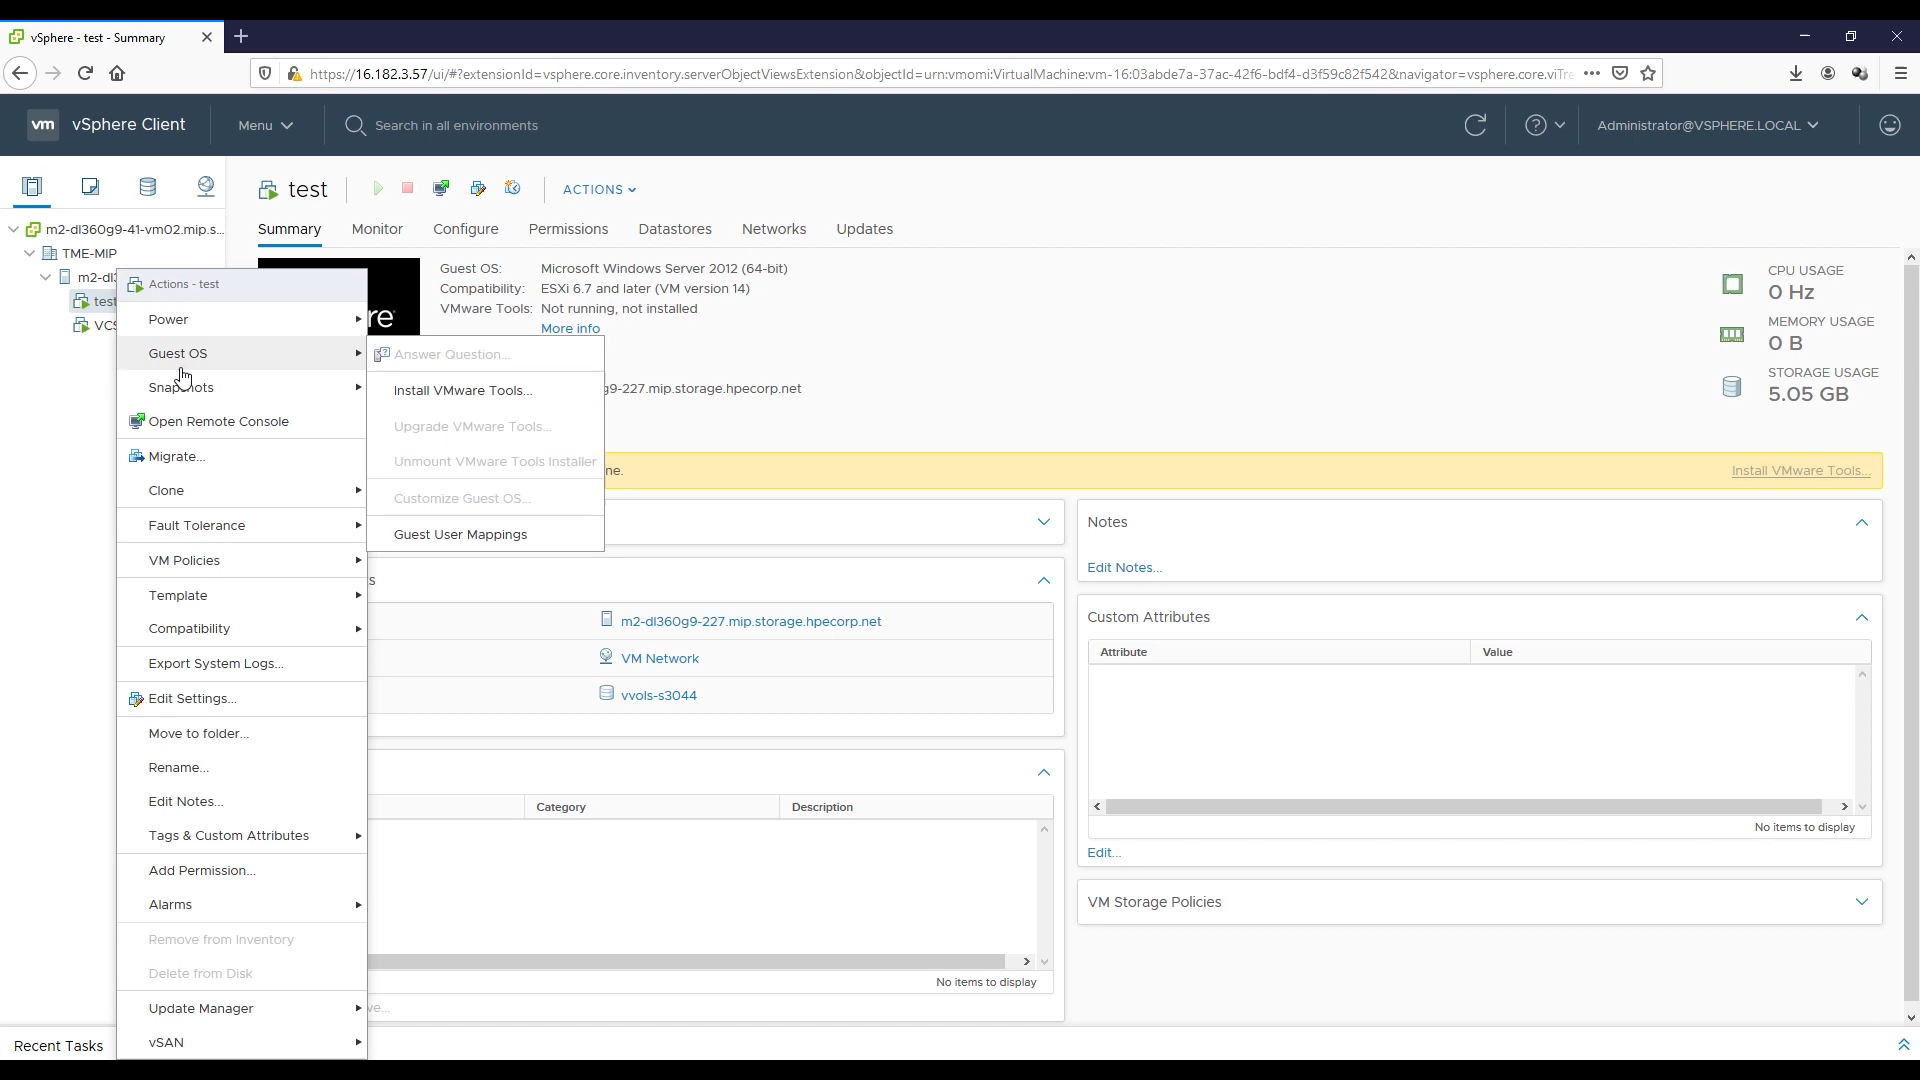 vSphere - test - Summary
https://16.182.3.57/ui/#?extensionId=vsphere.core.inventory.serverObjectViewsExtension&objectId=urn:vmomi:VirtualMachine:vm-16:03abde7a-37ac-42f6-bdf4-d3f59c82f542&navigator=vsphere.core.viTre
vm vSphere Client
Menu
Search in all environments
Administrator@VSPHERE.LOCAL
test
ACTIONS
m2-dl360g9-41-vm02.mip.s...
Summary Monitor Configure Permissions Datastores Networks Updates
TME-MIP
m2-dl3
test
VCS
re
Guest OS: Microsoft Windows Server 2012 (64-bit)
Compatibility: ESXi 6.7 and later (VM version 14)
VMware Tools: Not running, not installed
More info
g9-227.mip.storage.hpecorp.net
CPU USAGE
0 Hz
MEMORY USAGE
0 B
STORAGE USAGE
5.05 GB
Actions - test
Power
Guest OS
Snapshots
Open Remote Console
Migrate...
Clone
Fault Tolerance
VM Policies
Template
Compatibility
Export System Logs...
Edit Settings...
Move to folder...
Rename...
Edit Notes...
Tags & Custom Attributes
Add Permission...
Alarms
Remove from Inventory
Delete from Disk
Update Manager
vSAN
Answer Question...
Install VMware Tools...
Upgrade VMware Tools...
Unmount VMware Tools Installer
Customize Guest OS...
Guest User Mappings
ne.
Install VMware Tools...
s
m2-dl360g9-227.mip.storage.hpecorp.net
VM Network
vvols-s3044
Category Description
No items to display
ve...
Notes
Edit Notes...
Custom Attributes
Attribute Value
No items to display
Edit...
VM Storage Policies
Recent Tasks